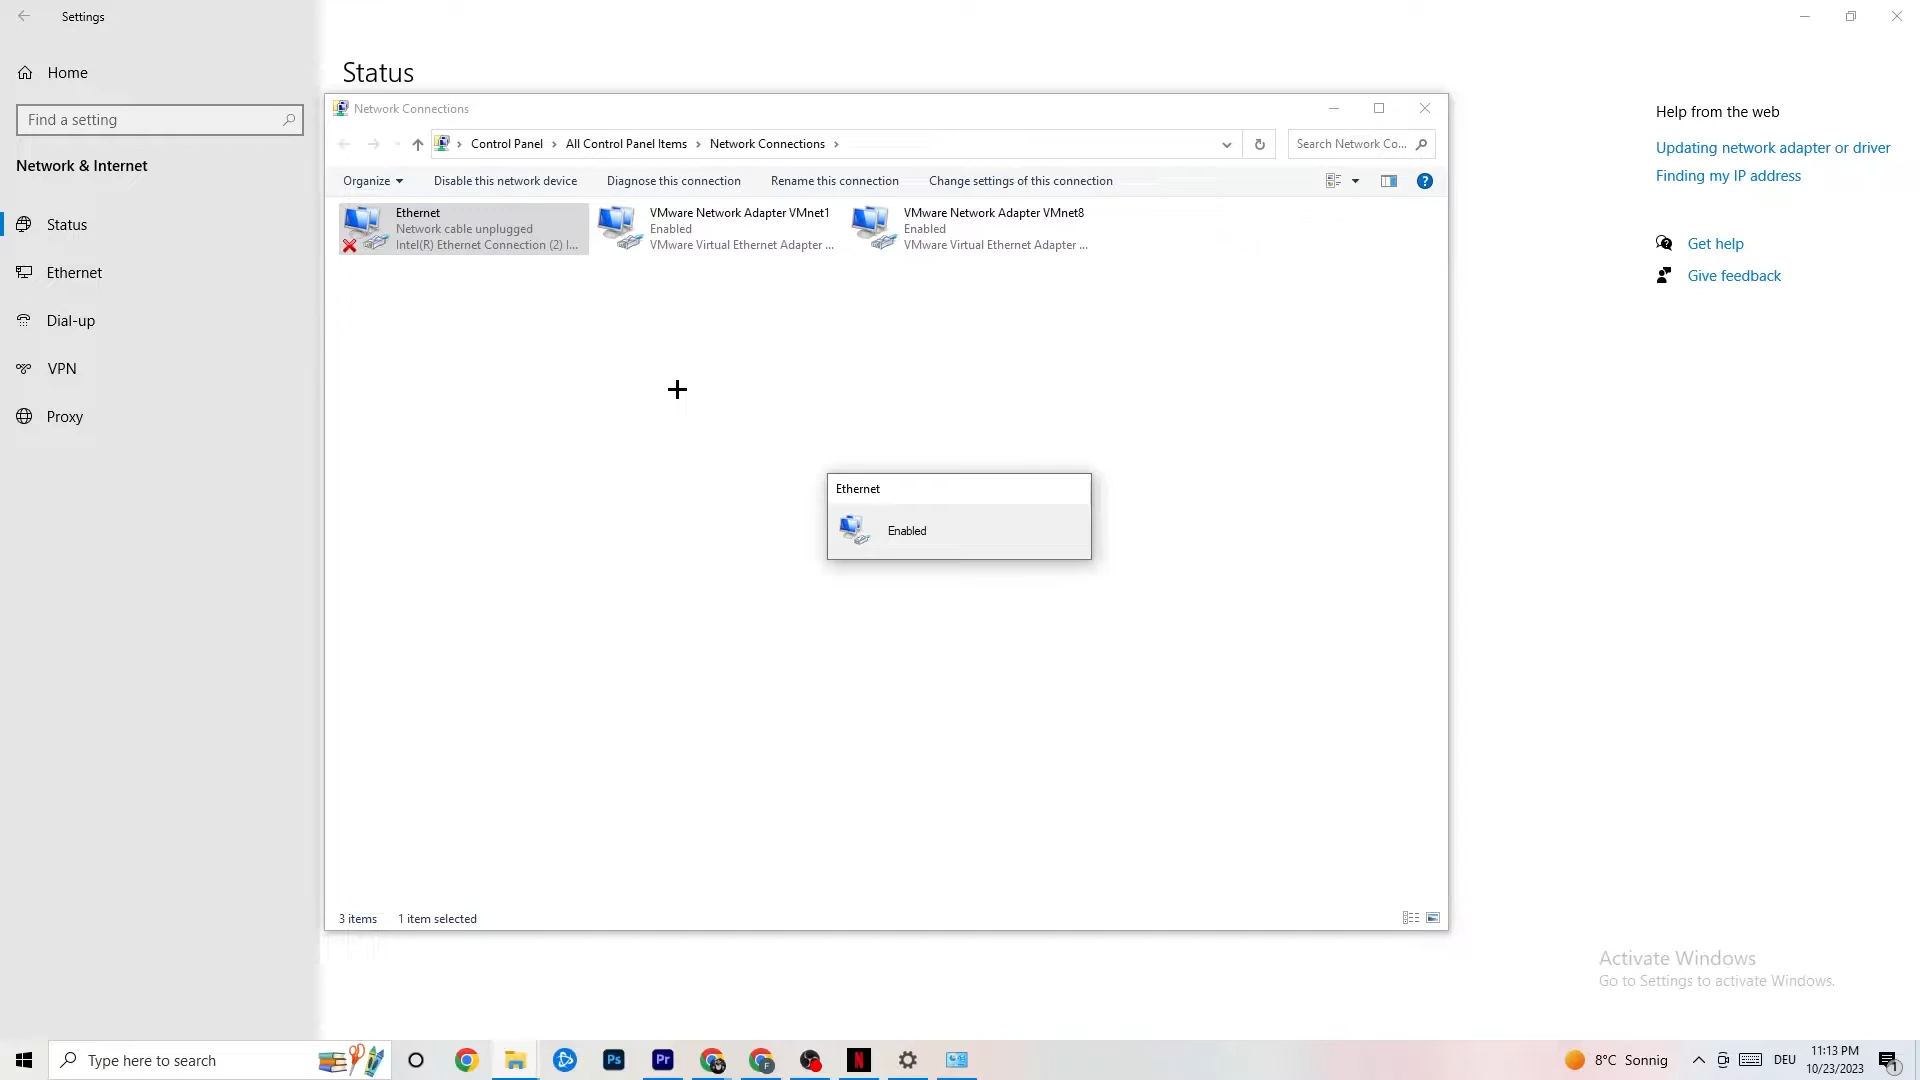 Settings
Home
Find a setting
Network & Internet
Status
Ethernet
Dial-up
VPN
Proxy
Status
Network Connections
Control Panel
All Control Panel Items
Network Connections
Search Network Co...
Organize
Disable this network device
Diagnose this connection
Rename this connection
Change settings of this connection
?
Ethernet
Network cable unplugged
Intel(R) Ethernet Connection (2) I...
VMware Network Adapter VMnet1
Enabled
VMware Virtual Ethernet Adapter ...
VMware Network Adapter VMnet8
Enabled
VMware Virtual Ethernet Adapter ...
Ethernet
Enabled
3 items
1 item selected
Help from the web
Updating network adapter or driver
Finding my IP address
Get help
Give feedback
Activate Windows
Go to Settings to activate Windows.
Type here to search
Ps
Pr
F
N
8°C Sonnig
DEU
11:13 PM
10/23/2023
1